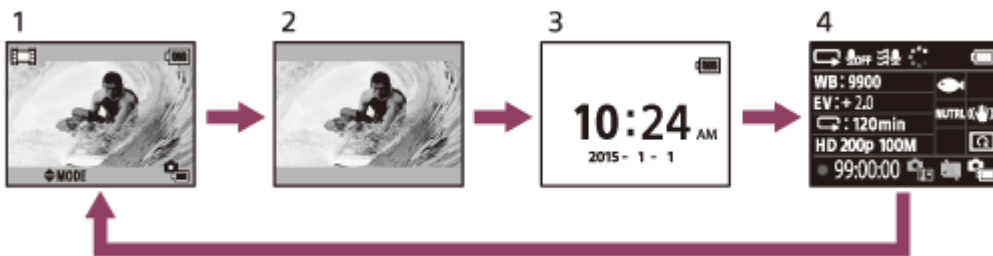 1
2
3
4
MODE
10:24 AM
2015 - 1 - 1
OFF
WB: 9900
EV: + 2.0
: 120min
NUTRL
HD 200p 100M
99:00:00